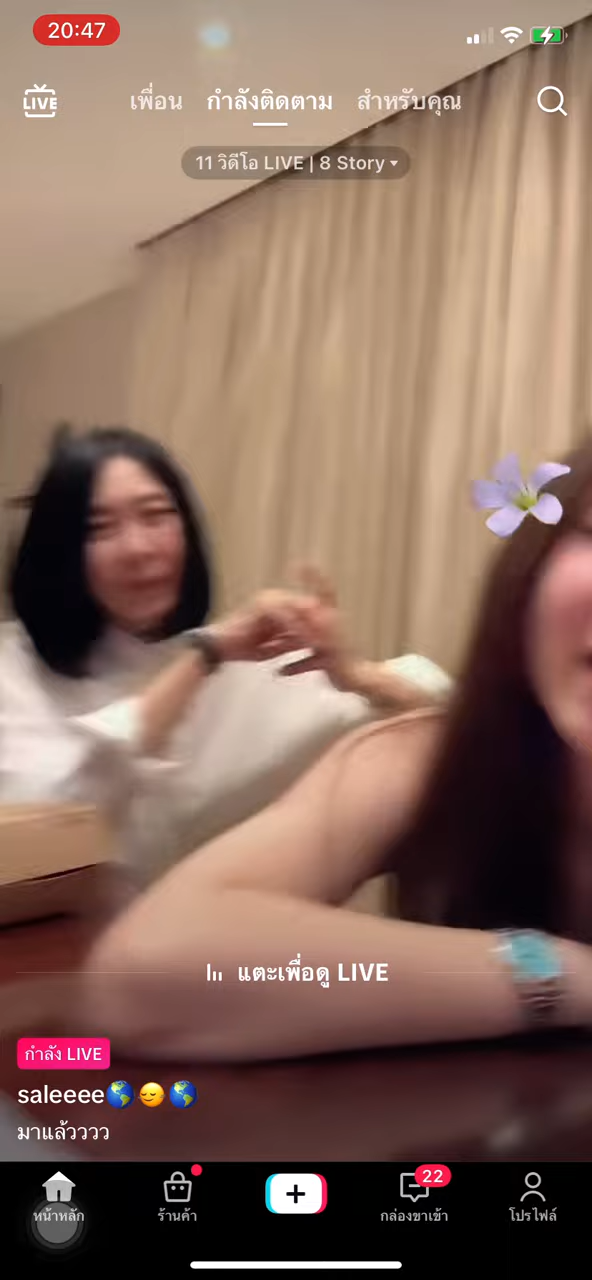 20:47
LIVE
เพื่อน กำลังติดตาม สำหรับคุณ
11 วิดีโอ LIVE | 8 Story
แตะเพื่อดู LIVE
กำลัง LIVE
saleeee🌎😌🌎
มาแล้วววว
22
หน้าหลัก ร้านค้า กล่องขาเข้า โปรไฟล์